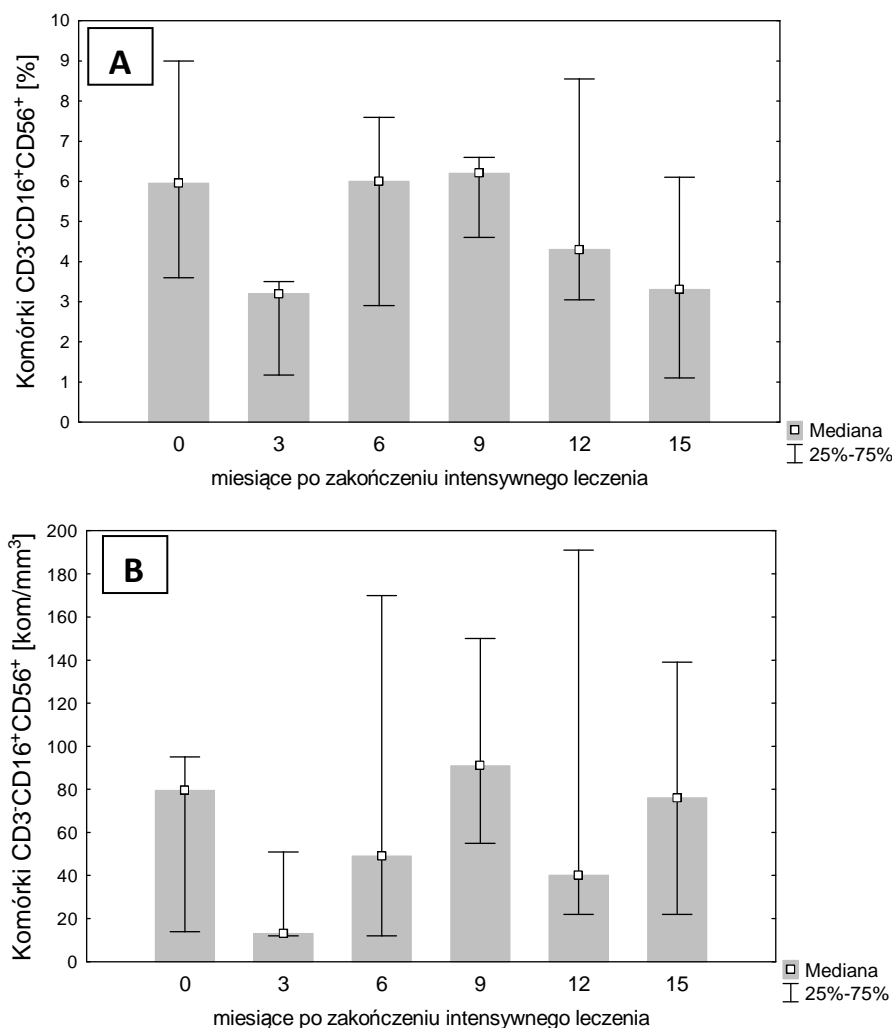 A
Komórki CD3⁻CD16⁺CD56⁺ [%]
10
9
8
7
6
5
4
3
2
1
0
0 3 6 9 12 15
miesiące po zakończeniu intensywnego leczenia
Mediana
25%-75%
B
Komórki CD3⁻CD16⁺CD56⁺ [kom/mm³]
200
180
160
140
120
100
80
60
40
20
0
0 3 6 9 12 15
miesiące po zakończeniu intensywnego leczenia
Mediana
25%-75%